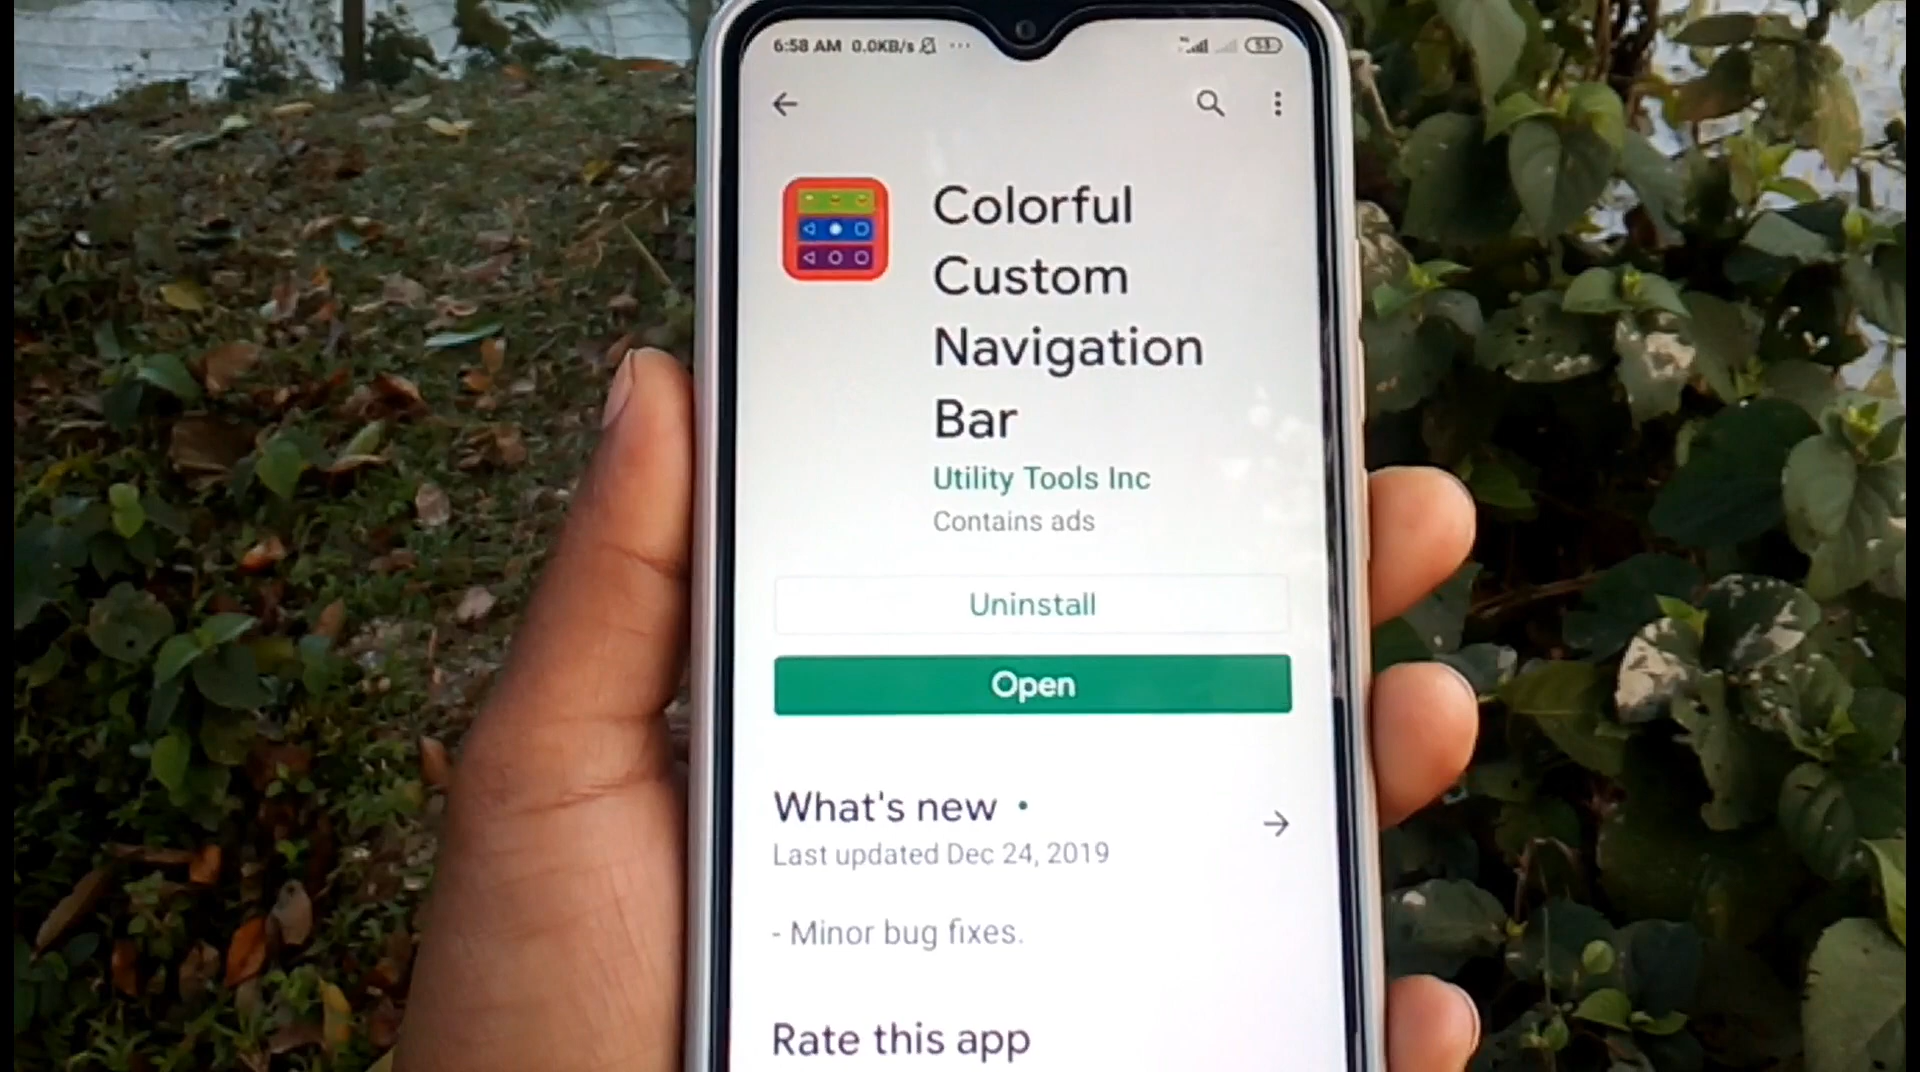 6:58 AM 0.0KB/s
Colorful
Custom
Navigation
Bar
Utility Tools Inc
Contains ads
Uninstall
Open
What's new •
Last updated Dec 24, 2019
- Minor bug fixes.
Rate this app